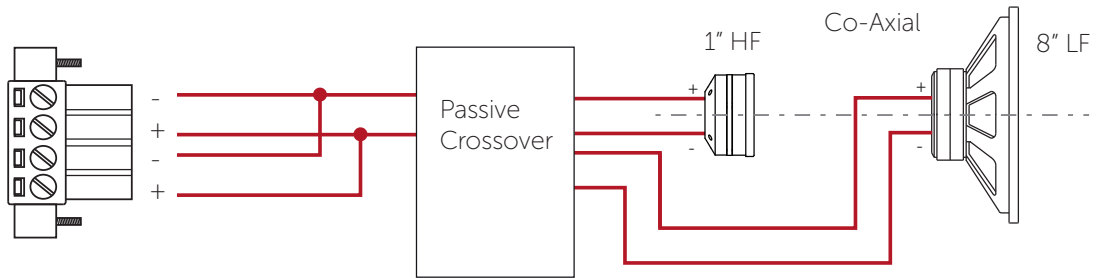 Co-Axial
1” HF
8” LF
-
+
-
+
Passive
Crossover
+
-
+
-